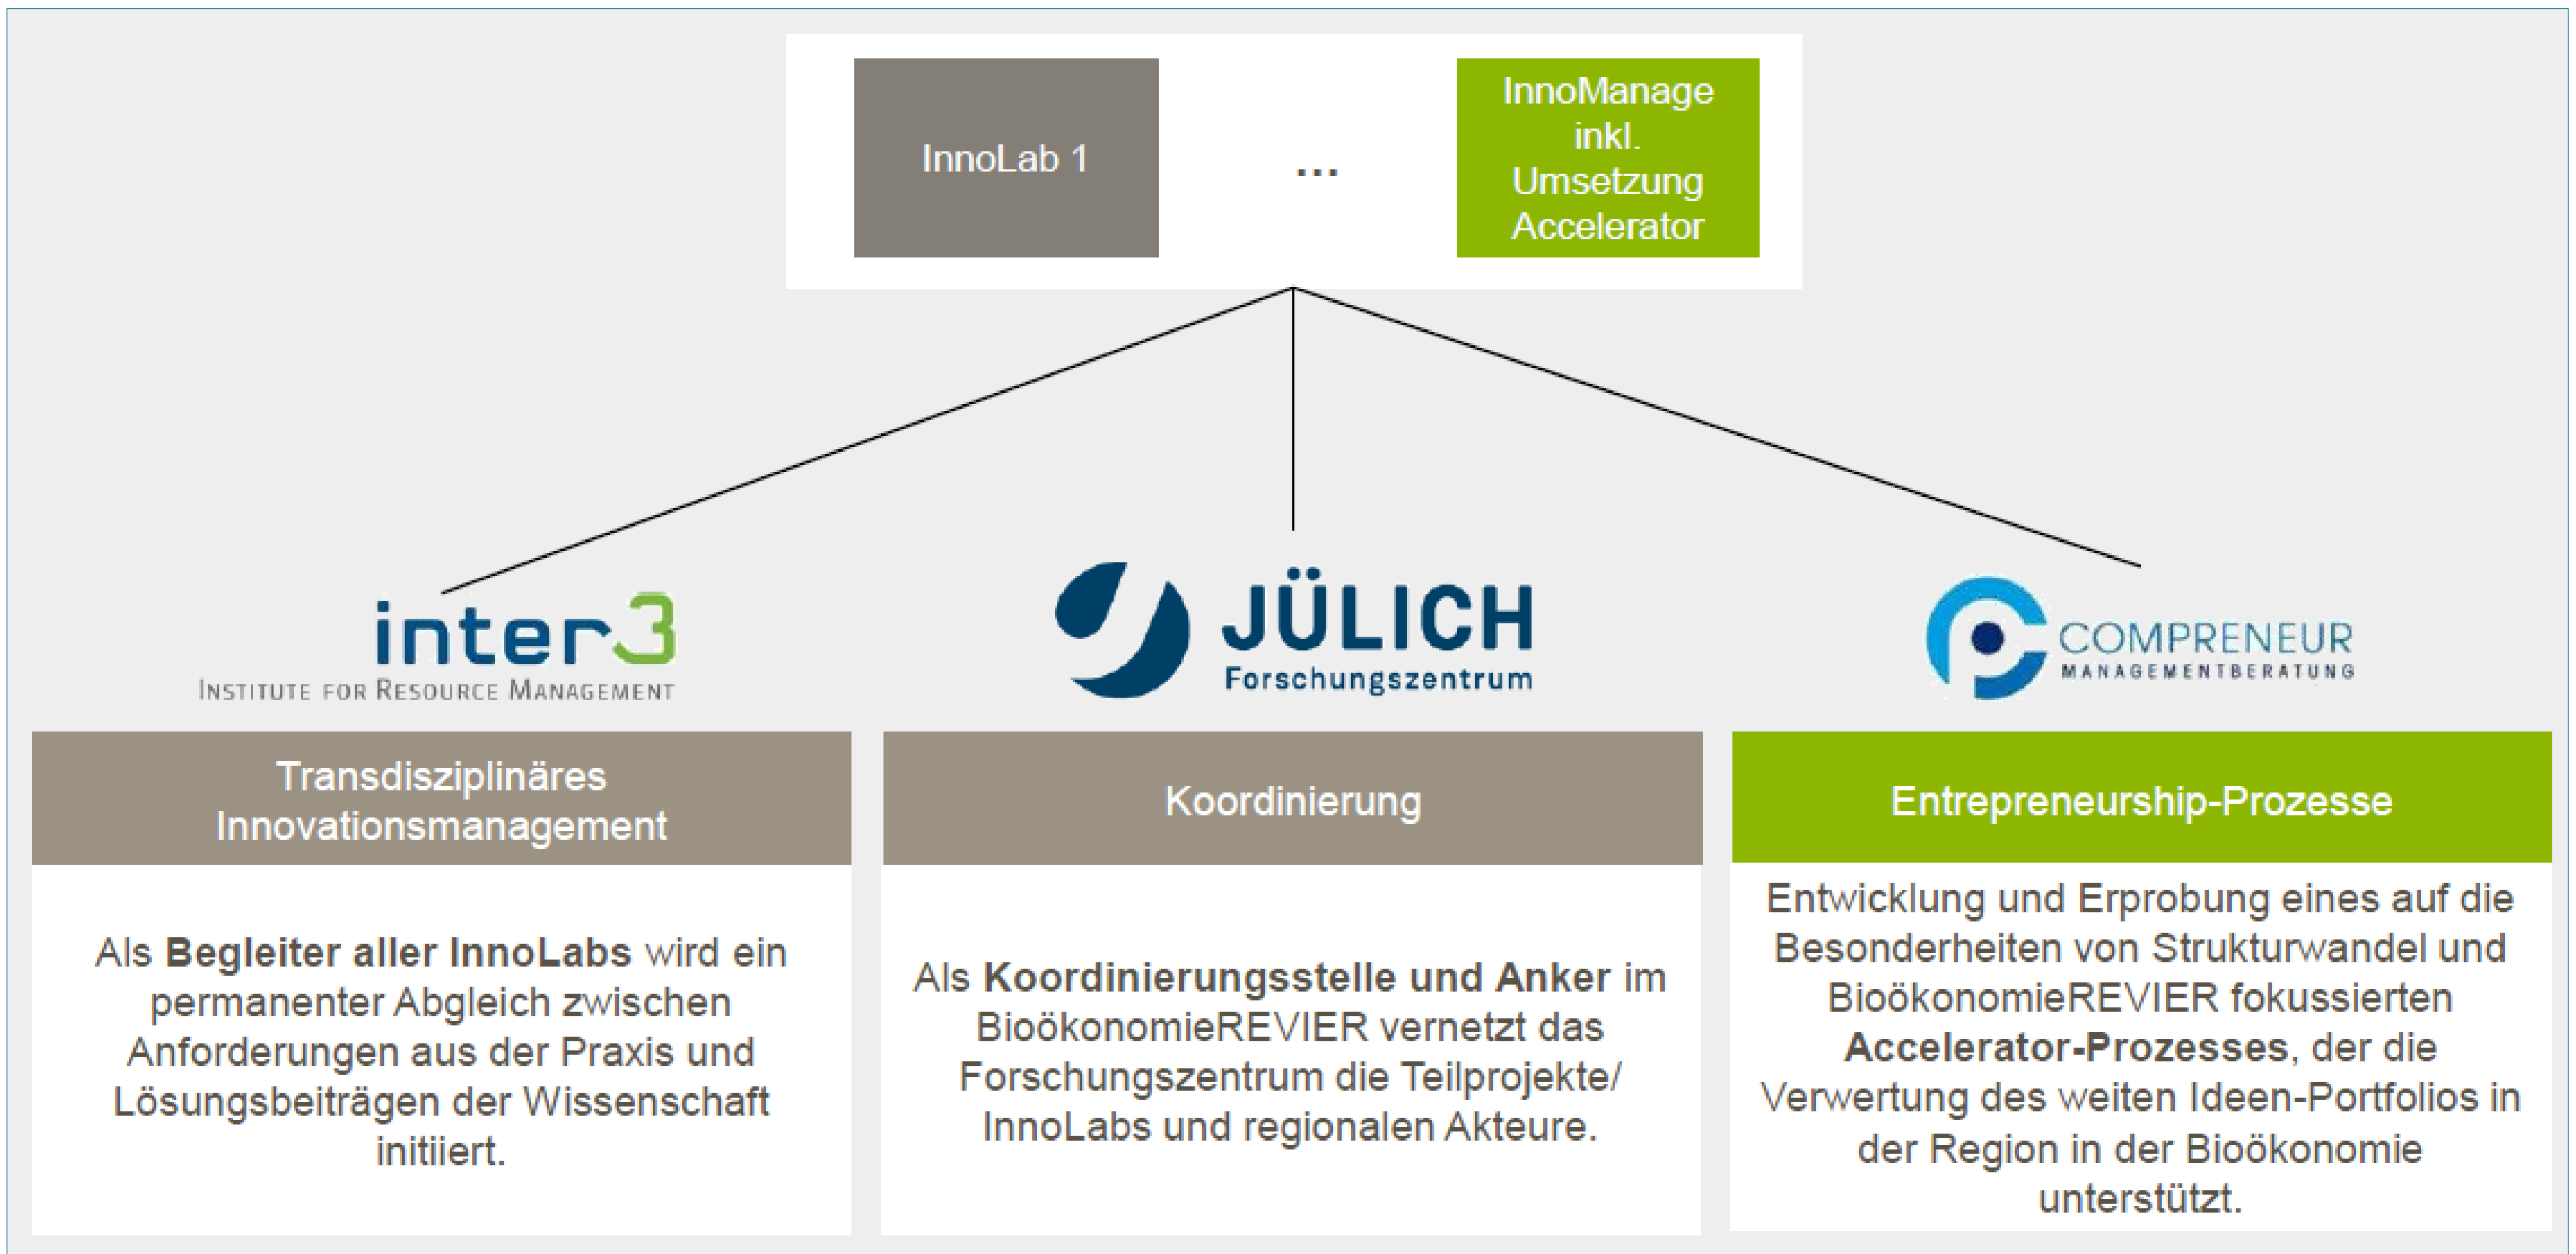 InnoLab 1
...
InnoManage
inkl.
Umsetzung
Accelerator
inter3
INSTITUTE FOR RESOURCE MANAGEMENT
JÜLICH
Forschungszentrum
COMPRENEUR
MANAGEMENTBERATUNG
Transdisziplinäres
Innovationsmanagement
Als Begleiter aller InnoLabs wird ein
permanenter Abgleich zwischen
Anforderungen aus der Praxis und
Lösungsbeiträgen der Wissenschaft
initiiert.
Koordinierung
Als Koordinierungsstelle und Anker im
BioökonomieREVIER vernetzt das
Forschungszentrum die Teilprojekte/
InnoLabs und regionalen Akteure.
Entrepreneurship-Prozesse
Entwicklung und Erprobung eines auf die
Besonderheiten von Strukturwandel und
BioökonomieREVIER fokussierten
Accelerator-Prozesses, der die
Verwertung des weiten Ideen-Portfolios in
der Region in der Bioökonomie
unterstützt.